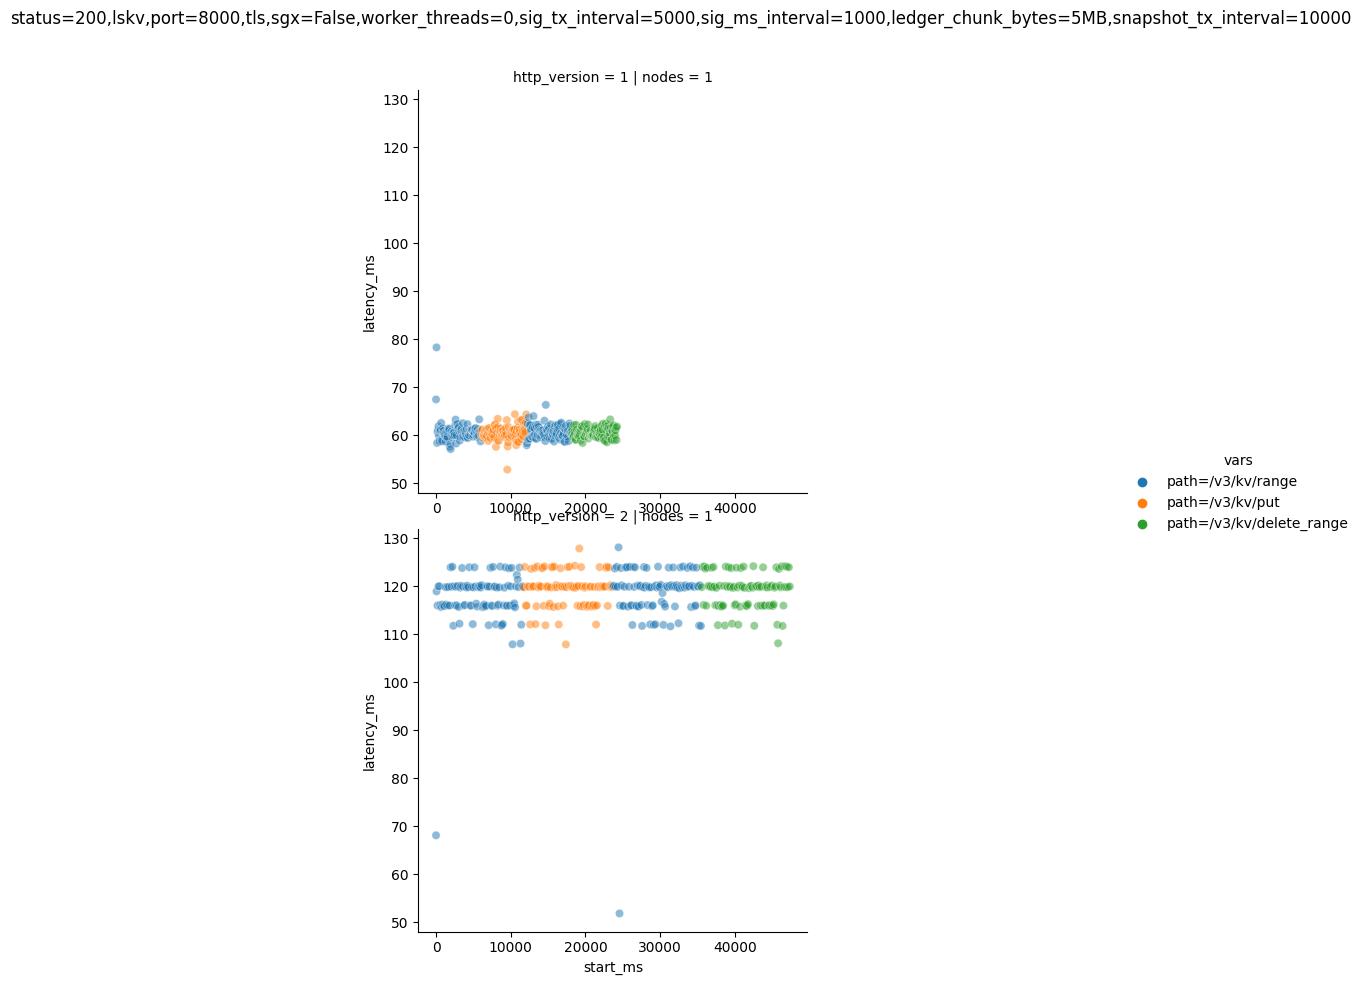 status=200,lskv,port=8000,tls,sgx=False,worker_threads=0,sig_tx_interval=5000,sig_ms_interval=1000,ledger_chunk_bytes=5MB,snapshot_tx_interval=10000
http_version = 1 | nodes = 1
130
120
110
100
90
80
70
60
50
latency_ms
0 10000 20000 30000 40000
http_version = 2 | nodes = 1
130
120
110
100
90
80
70
60
50
latency_ms
0 10000 20000 30000 40000
start_ms
vars
path=/v3/kv/range
path=/v3/kv/put
path=/v3/kv/delete_range